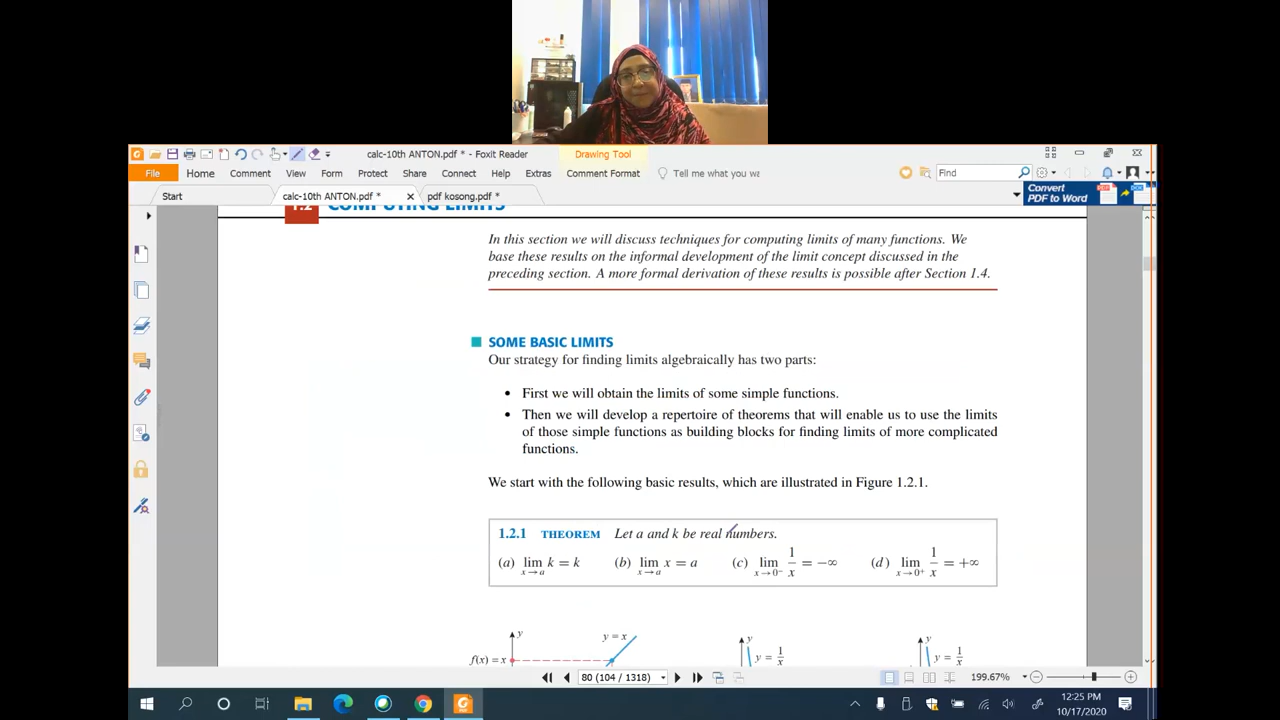 calc-10th ANTON.pdf * - Foxit Reader
Drawing Tool
File Home Comment View Form Protect Share Connect Help Extras Comment Format Tell me what you wa Find
Start calc-10th ANTON.pdf * pdf kosong.pdf *
Convert
PDF to Word
1.2 COMPUTING LIMITS
In this section we will discuss techniques for computing limits of many functions. We
base these results on the informal development of the limit concept discussed in the
preceding section. A more formal derivation of these results is possible after Section 1.4.
SOME BASIC LIMITS
Our strategy for finding limits algebraically has two parts:
• First we will obtain the limits of some simple functions.
• Then we will develop a repertoire of theorems that will enable us to use the limits
of those simple functions as building blocks for finding limits of more complicated
functions.
We start with the following basic results, which are illustrated in Figure 1.2.1.
1.2.1 THEOREM Let a and k be real numbers.
(a) lim x→a k = k (b) lim x→a x = a (c) lim x→0⁻ 1/x = −∞ (d) lim x→0⁺ 1/x = +∞
y y = x y y
f(x) = x y = 1/x y = 1/x
80 (104 / 1318) 199.67%
12:25 PM
10/17/2020